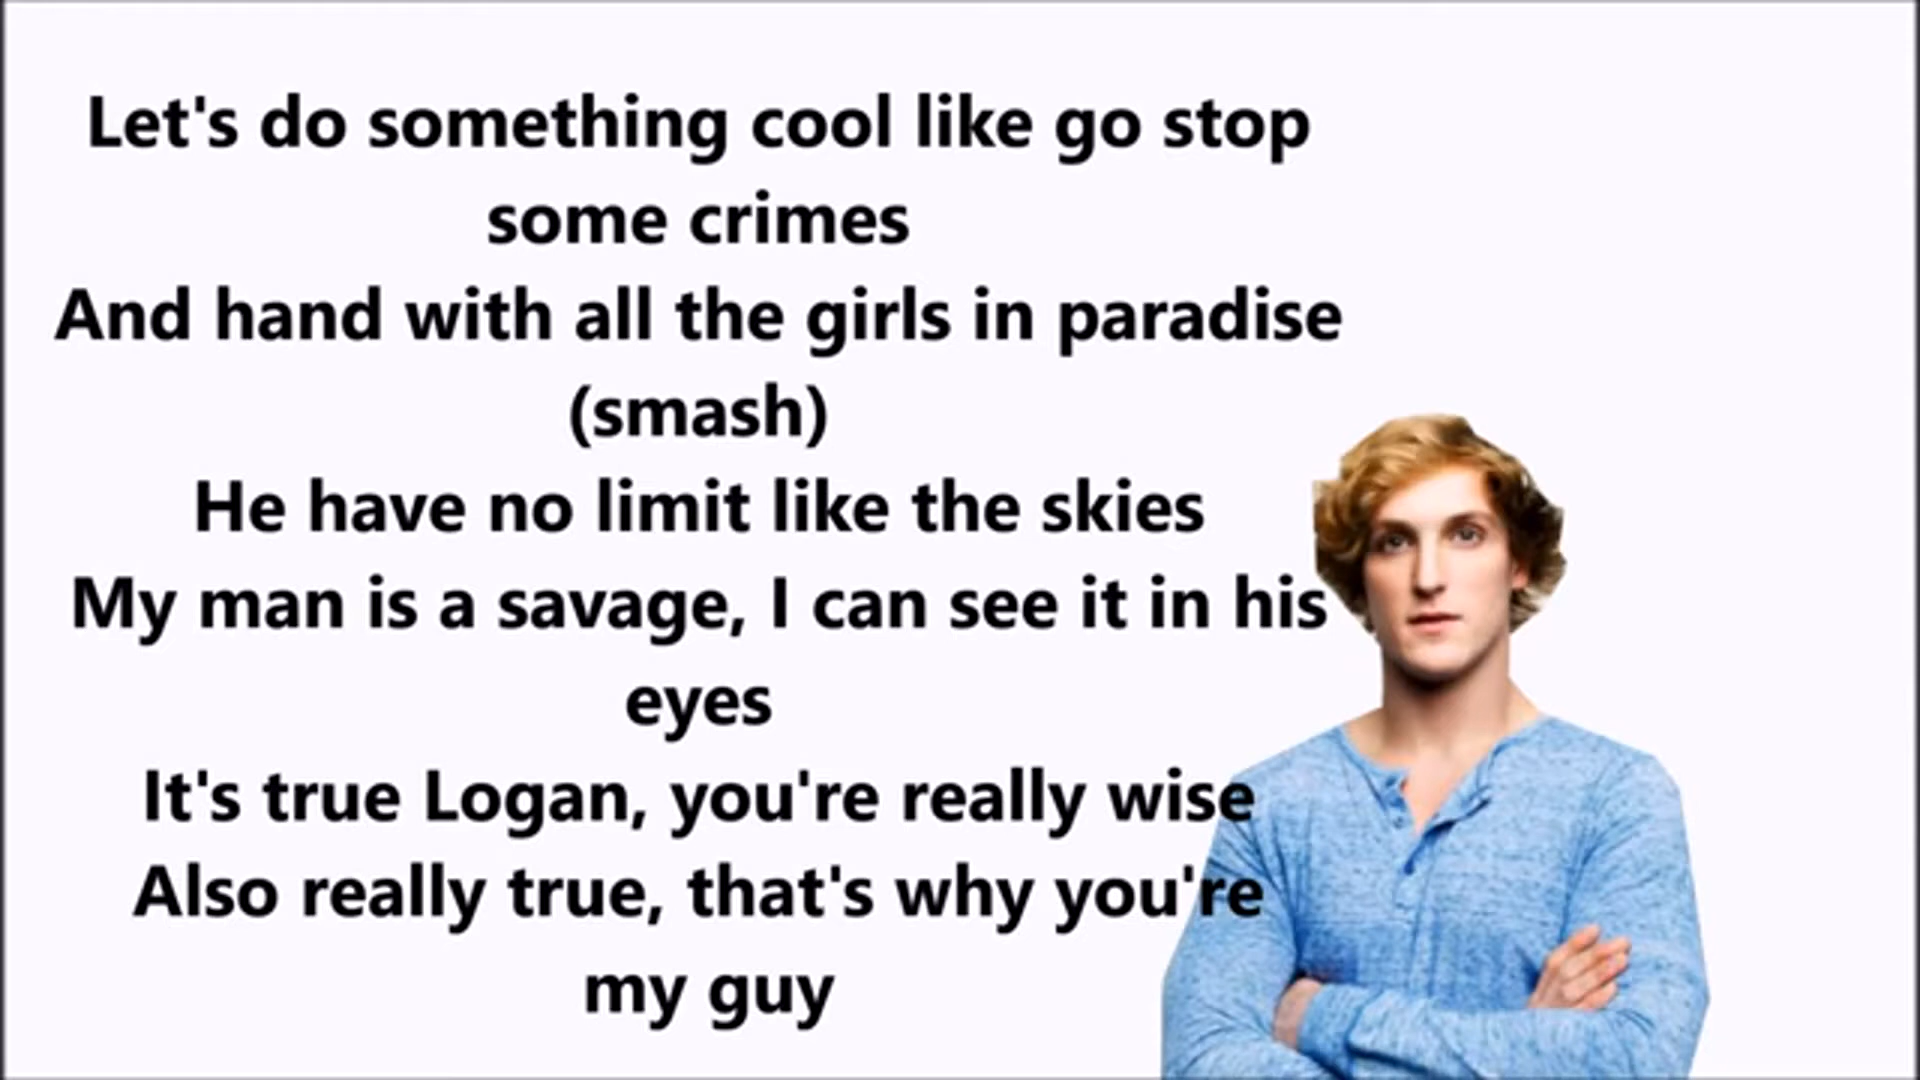 Let's do something cool like go stop
some crimes
And hand with all the girls in paradise
(smash)
He have no limit like the skies
My man is a savage, I can see it in his
eyes
It's true Logan, you're really wise
Also really true, that's why you're
my guy